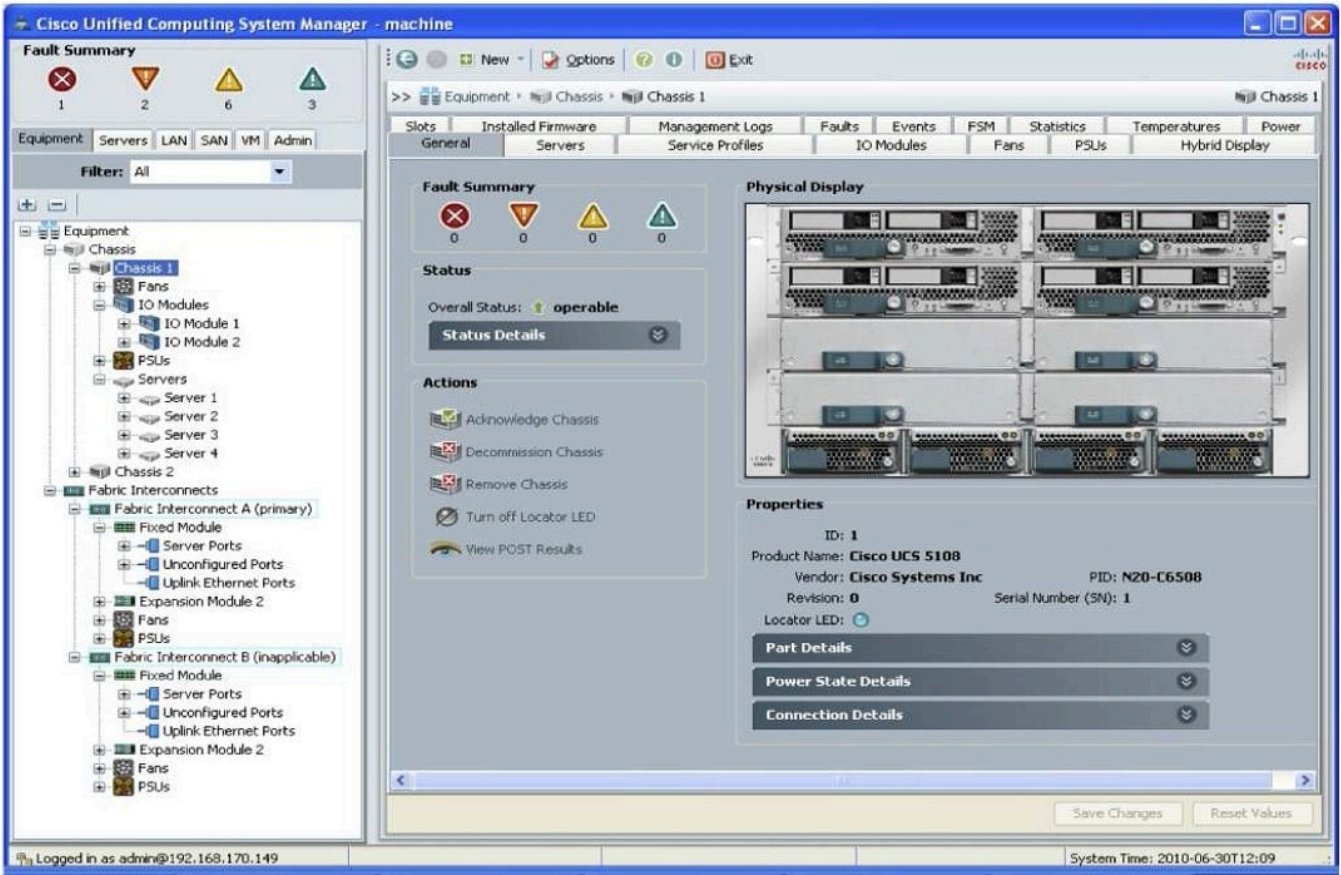 Cisco Unified Computing System Manager - machine
Fault Summary
1 2 6 3
Equipment Servers LAN SAN VM Admin
Filter: All
Equipment
Chassis
Chassis 1
Fans
IO Modules
IO Module 1
IO Module 2
PSUs
Servers
Server 1
Server 2
Server 3
Server 4
Chassis 2
Fabric Interconnects
Fabric Interconnect A (primary)
Fixed Module
Server Ports
Unconfigured Ports
Uplink Ethernet Ports
Expansion Module 2
Fans
PSUs
Fabric Interconnect B (inapplicable)
Fixed Module
Server Ports
Unconfigured Ports
Uplink Ethernet Ports
Expansion Module 2
Fans
PSUs
New Options Exit
CISCO
>> Equipment Chassis Chassis 1
Chassis 1
Slots Installed Firmware Management Logs Faults Events FSM Statistics Temperatures Power
General Servers Service Profiles IO Modules Fans PSUs Hybrid Display
Fault Summary
0 0 0 0
Status
Overall Status: operable
Status Details
Actions
Acknowledge Chassis
Decommission Chassis
Remove Chassis
Turn off Locator LED
View POST Results
Physical Display
Properties
ID: 1
Product Name: Cisco UCS 5108
Vendor: Cisco Systems Inc PID: N20-C6508
Revision: 0 Serial Number (SN): 1
Locator LED:
Part Details
Power State Details
Connection Details
Save Changes Reset Values
Logged in as admin@192.168.170.149
System Time: 2010-06-30T12:09